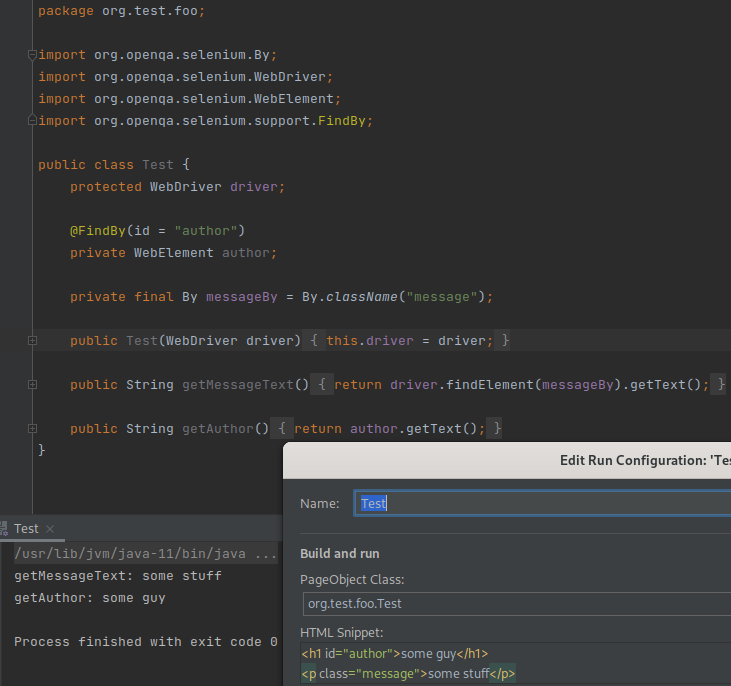 package org.test.foo;
import org.openqa.selenium.By;
import org.openqa.selenium.WebDriver;
import org.openqa.selenium.WebElement;
import org.openqa.selenium.support.FindBy;
public class Test {
protected WebDriver driver;
@FindBy(id = "author")
private WebElement author;
private final By messageBy = By.className("message");
public Test(WebDriver driver) { this.driver = driver; }
public String getMessageText() { return driver.findElement(messageBy).getText(); }
public String getAuthor() { return author.getText(); }
}
Edit Run Configuration: 'Tes
Name: Test
Build and run
PageObject Class:
org.test.foo.Test
HTML Snippet:
<h1 id="author">some guy</h1>
<p class="message">some stuff</p>
Test
/usr/lib/jvm/java-11/bin/java ...
getMessageText: some stuff
getAuthor: some guy
Process finished with exit code 0